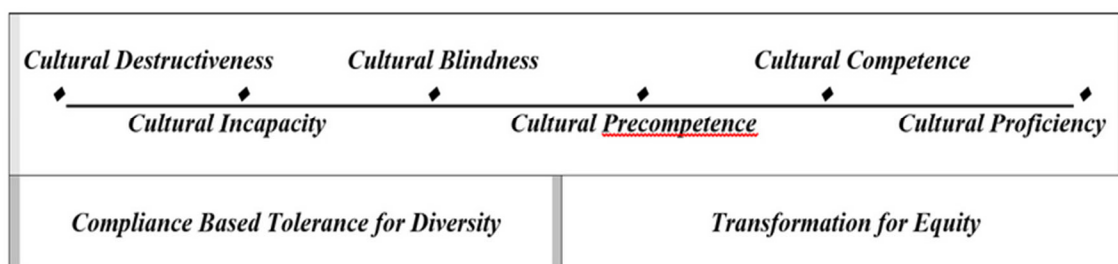 Cultural Destructiveness Cultural Blindness Cultural Competence
Cultural Incapacity Cultural Precompetence Cultural Proficiency
Compliance Based Tolerance for Diversity Transformation for Equity